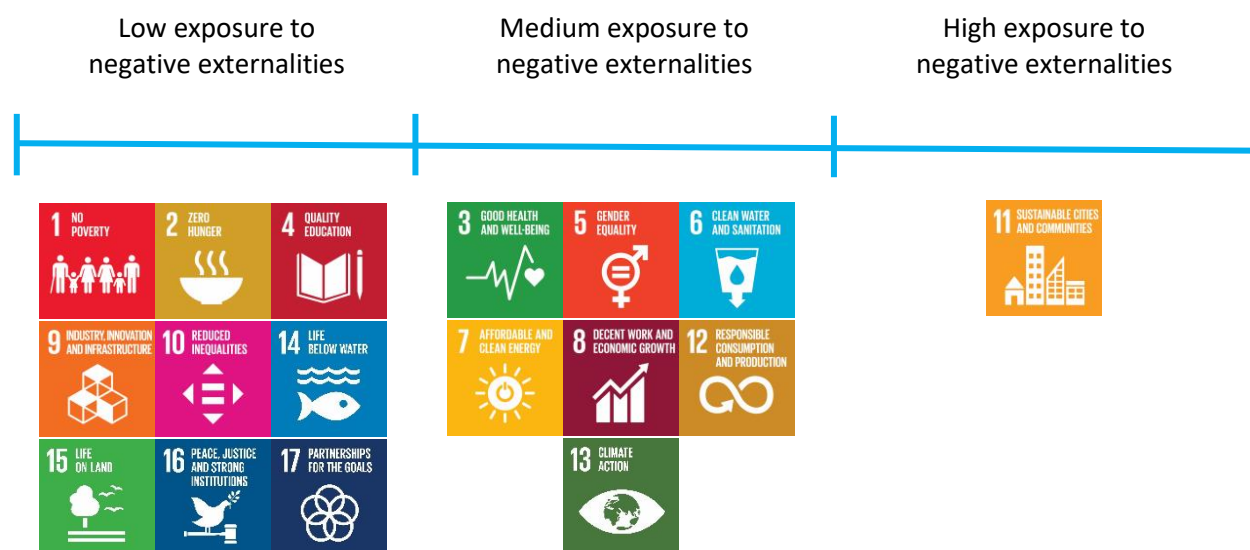 Low exposure to
negative externalities
Medium exposure to
negative externalities
High exposure to
negative externalities
1 NO
POVERTY
2 ZERO
HUNGER
4 QUALITY
EDUCATION
3 GOOD HEALTH
AND WELL-BEING
5 GENDER
EQUALITY
6 CLEAN WATER
AND SANITATION
11 SUSTAINABLE CITIES
AND COMMUNITIES
9 INDUSTRY, INNOVATION
AND INFRASTRUCTURE
10 REDUCED
INEQUALITIES
14 LIFE
BELOW WATER
7 AFFORDABLE AND
CLEAN ENERGY
8 DECENT WORK AND
ECONOMIC GROWTH
12 RESPONSIBLE
CONSUMPTION
AND PRODUCTION
15 LIFE
ON LAND
16 PEACE, JUSTICE
AND STRONG
INSTITUTIONS
17 PARTNERSHIPS
FOR THE GOALS
13 CLIMATE
ACTION